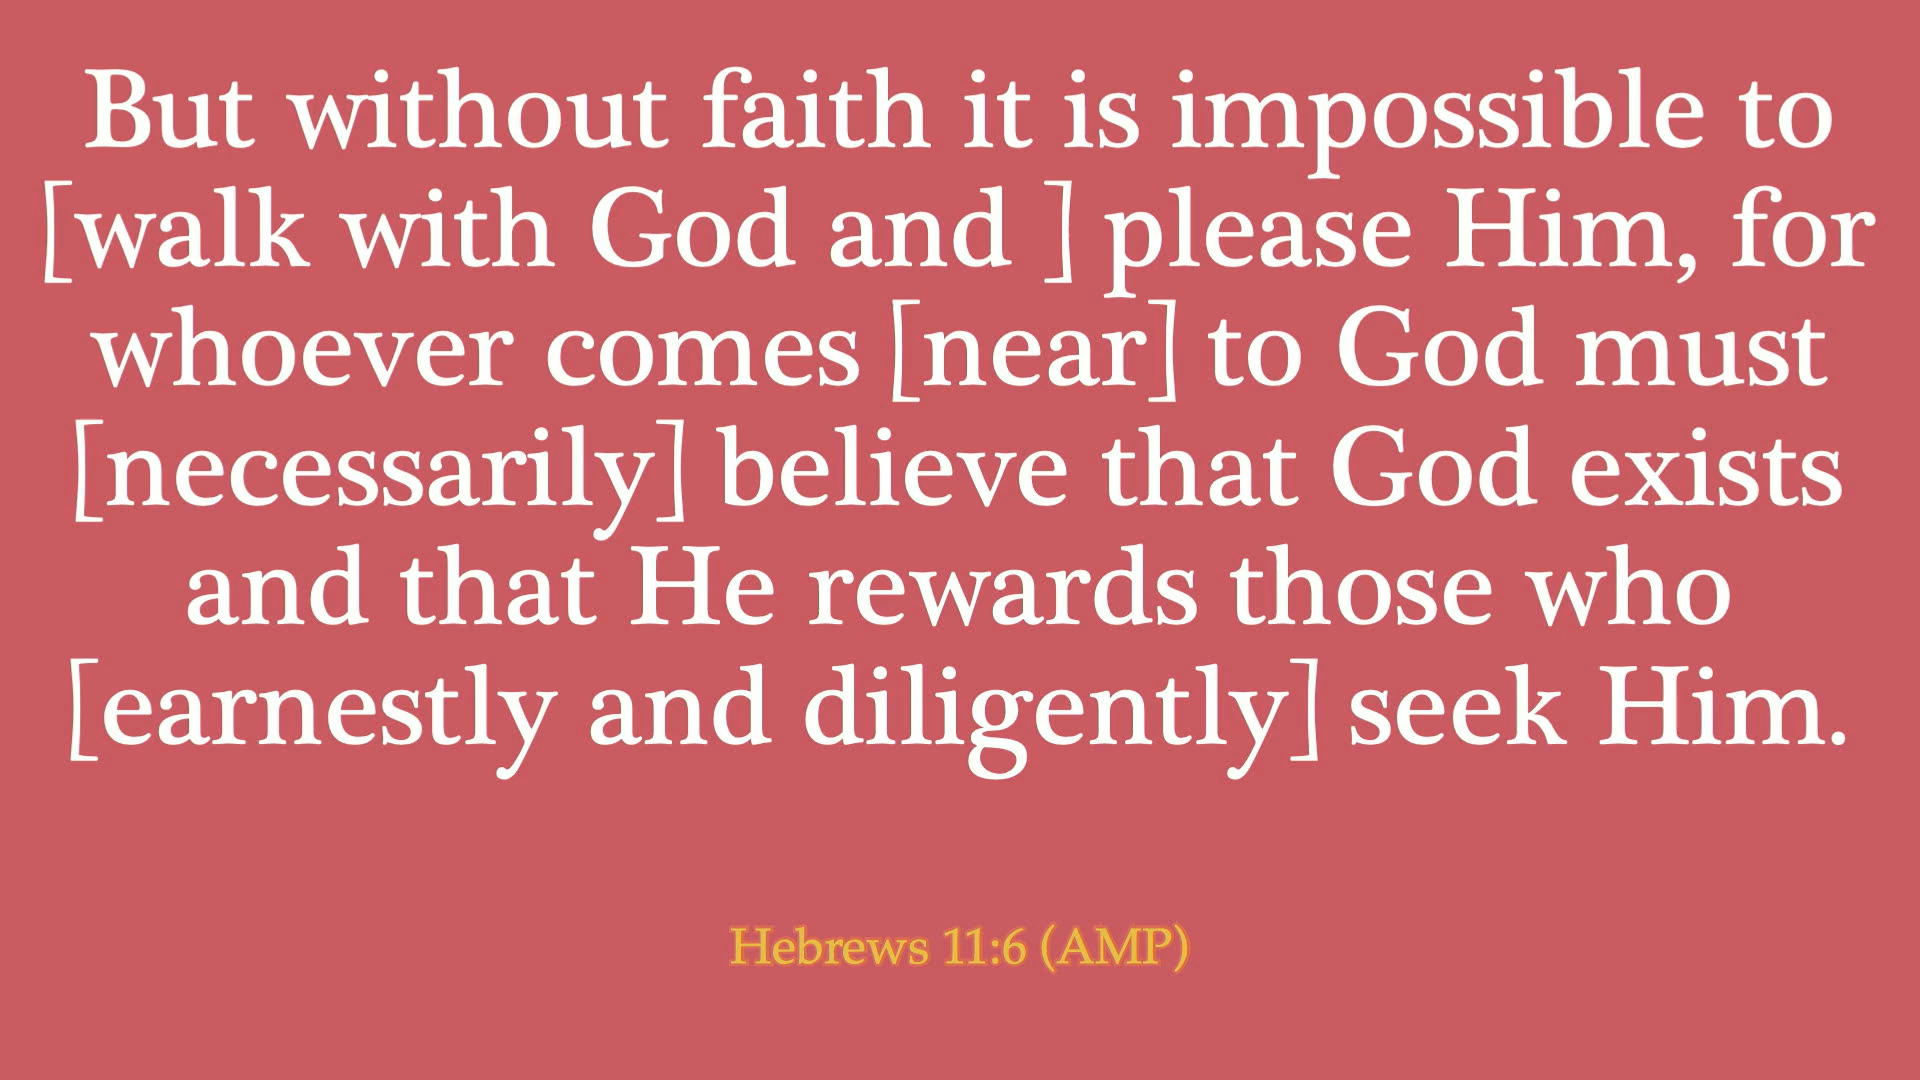 But without faith it is impossible to
[walk with God and ] please Him, for
whoever comes [near] to God must
[necessarily] believe that God exists
and that He rewards those who
[earnestly and diligently] seek Him.
Hebrews 11:6 (AMP)